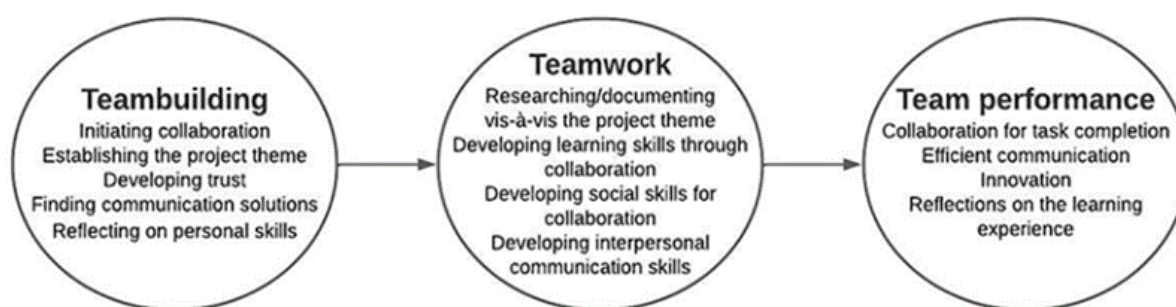 Teambuilding
Initiating collaboration
Establishing the project theme
Developing trust
Finding communication solutions
Reflecting on personal skills
Teamwork
Researching/documenting
vis-à-vis the project theme
Developing learning skills through
collaboration
Developing social skills for
collaboration
Developing interpersonal
communication skills
Team performance
Collaboration for task completion
Efficient communication
Innovation
Reflections on the learning
experience